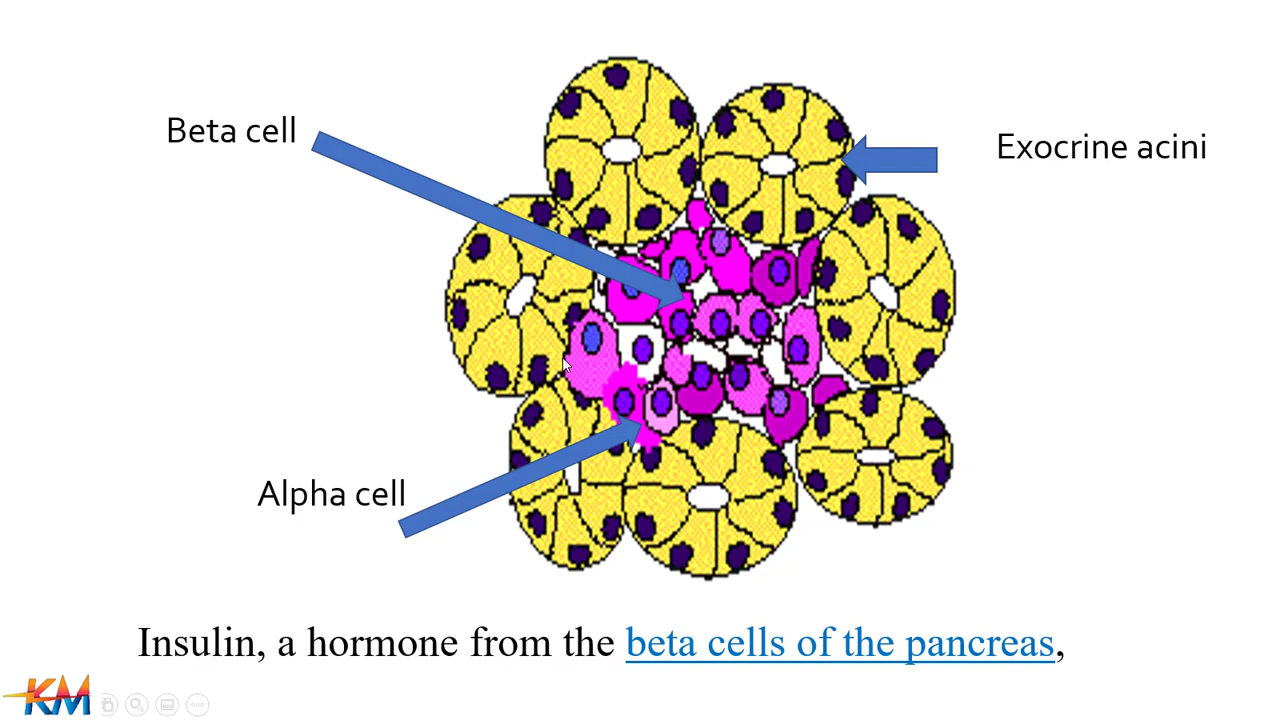 Beta cell
Exocrine acini
Alpha cell
Insulin, a hormone from the beta cells of the pancreas,
KM